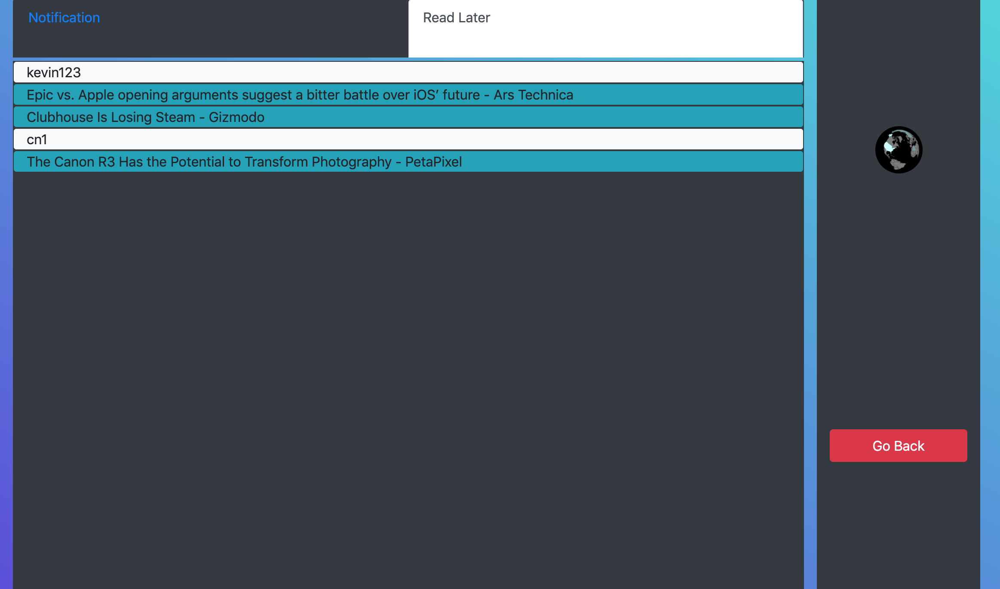 Notification
Read Later
kevin123
Epic vs. Apple opening arguments suggest a bitter battle over iOS’ future - Ars Technica
Clubhouse Is Losing Steam - Gizmodo
cn1
The Canon R3 Has the Potential to Transform Photography - PetaPixel
Go Back